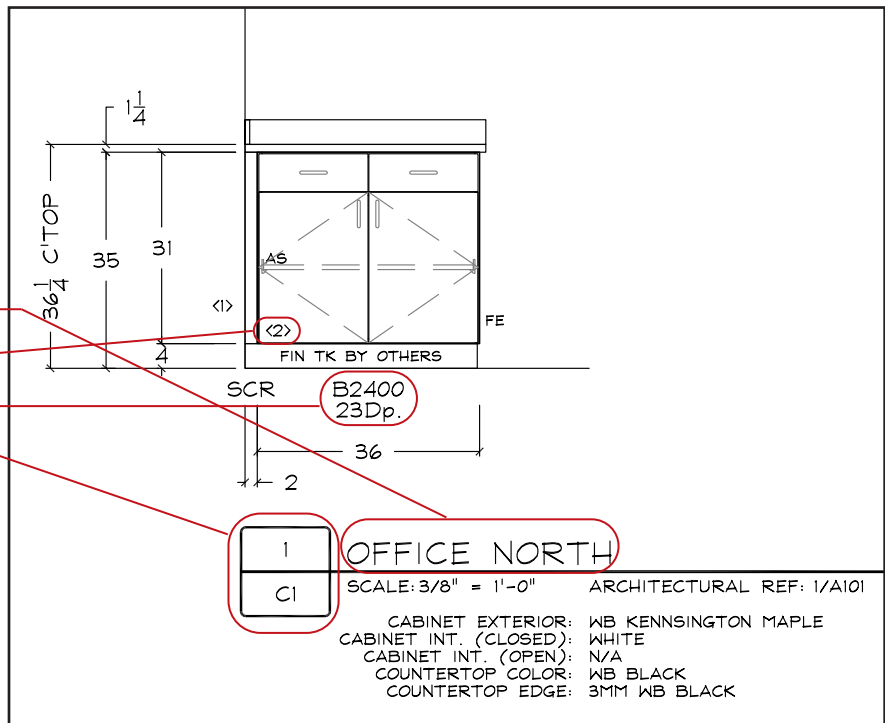 1 1/4
36 1/4 C'TOP
35
31
AS
<1>
<2>
FE
4
FIN TK BY OTHERS
SCR
B2400
23Dp.
36
2
1
OFFICE NORTH
C1
SCALE: 3/8" = 1'-0" ARCHITECTURAL REF: 1/A101
CABINET EXTERIOR: WB KENNSINGTON MAPLE
CABINET INT. (CLOSED): WHITE
CABINET INT. (OPEN): N/A
COUNTERTOP COLOR: WB BLACK
COUNTERTOP EDGE: 3MM WB BLACK